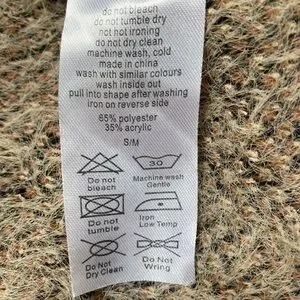 do not bleach
do not tumble dry
not hot ironing
do not dry clean
machine wash, cold
made in china
wash with similar colours
wash inside out
pull into shape after washing
iron on reverse side
65% polyester
35% acrylic
S/M
30
Do not
bleach
Machine wash
Gentle
Do not
tumble
Iron
Low Temp
Do Not
Dry Clean
Do Not
Wring